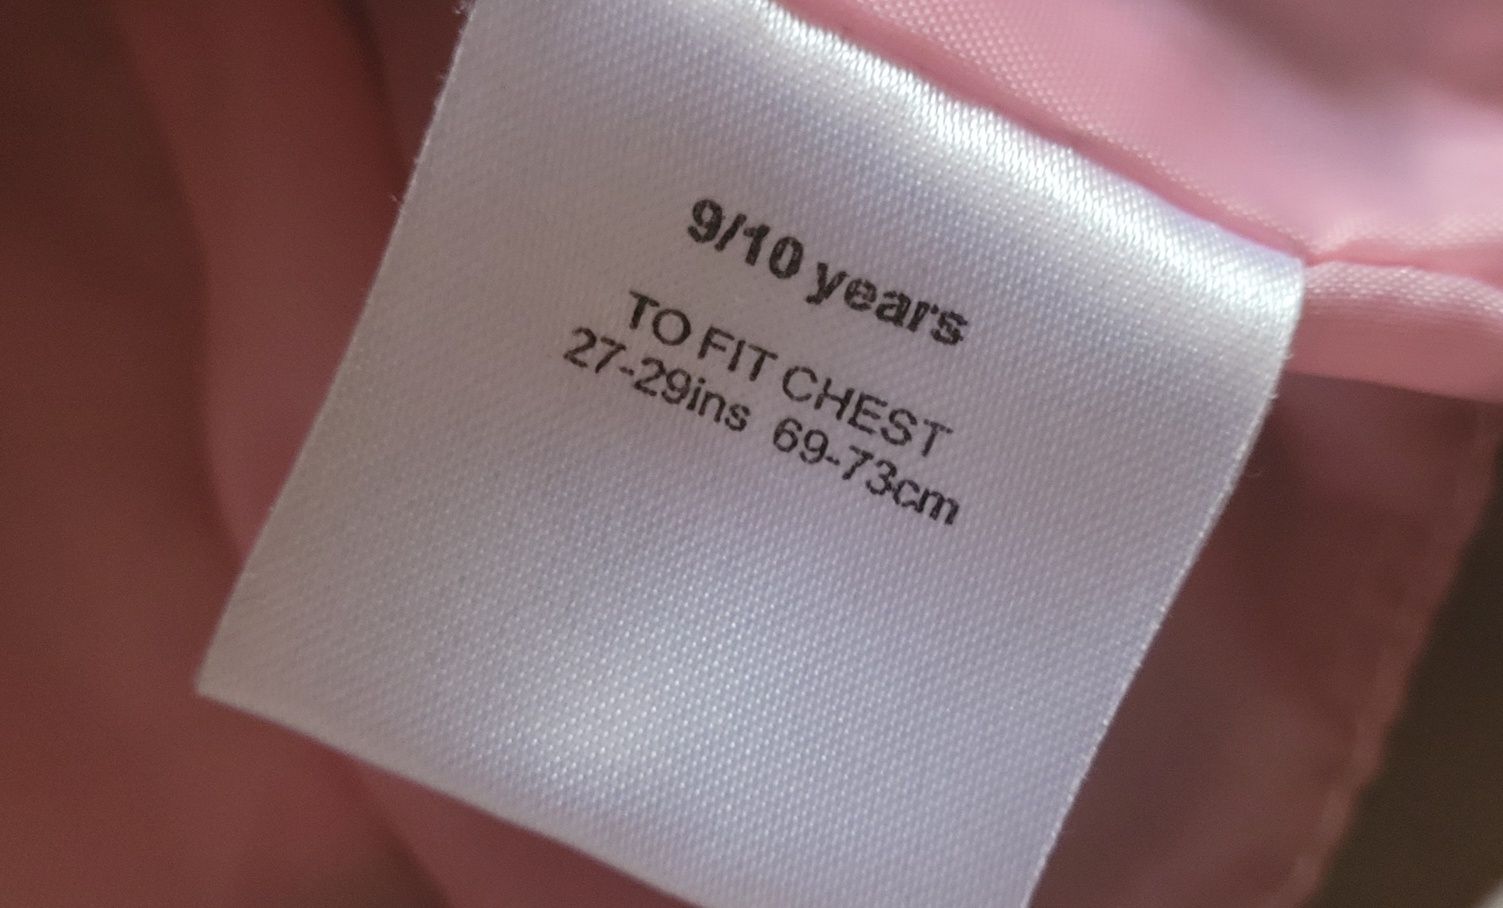 9/10 years
TO FIT CHEST
27-29ins 69-73cm